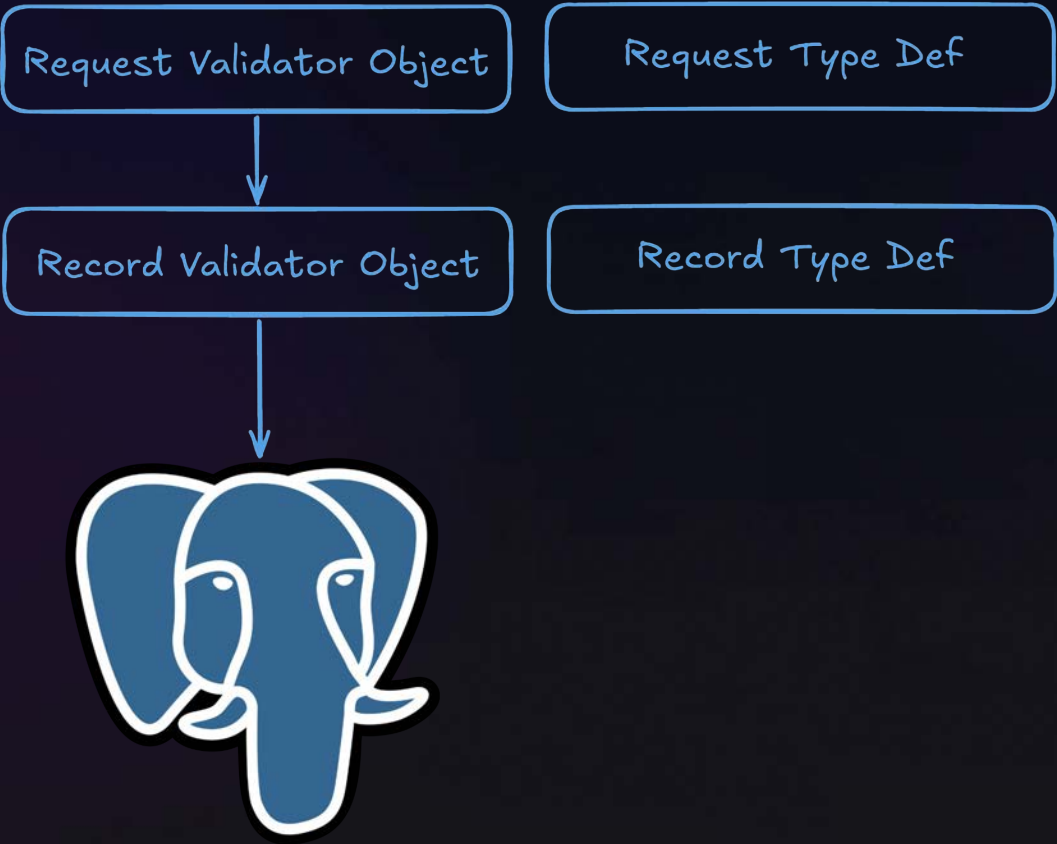 Request Validator Object
Request Type Def
Record Validator Object
Record Type Def